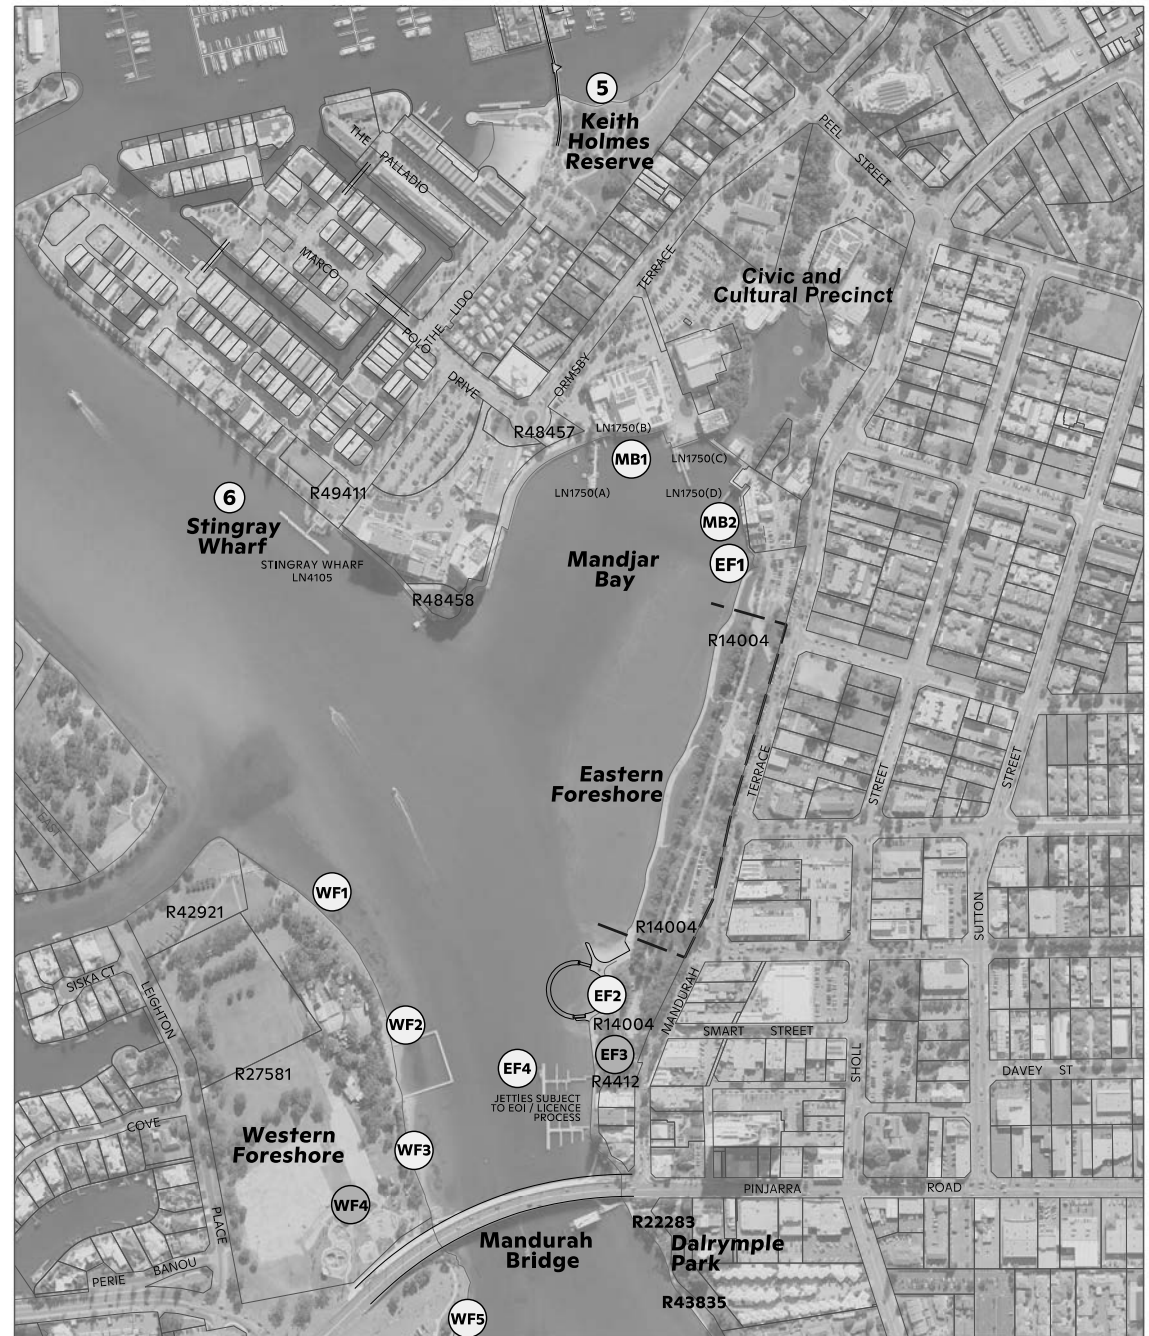 5
Keith
Holmes
Reserve
PEEL
STREET
THE PALLADIO
TERRACE
Civic and
Cultural Precinct
MARCO
POLO
THE LIDO
DRIVE
ORMSBY
R48457
LN1750(B)
MB1
LN1750(C)
LN1750(A)
LN1750(D)
R49411
6
Stingray
Wharf
STINGRAY WHARF
LN4105
MB2
Mandjar
Bay
EF1
R48458
R14004
Eastern
Foreshore
TERRACE
STREET
STREET
EAST
WF1
R42921
R14004
SUTTON
SISKA CT
LEIGHTON
EF2
MANDURAH
WF2
R14004
SMART STREET
EF3
SHOLL
EF4
R27581
R4412
DAVEY ST
JETTIES SUBJECT
TO EOI / LICENCE
PROCESS
COVE
Western
Foreshore
WF3
PINJARRA ROAD
WF4
PLACE
R22283
Mandurah
Bridge
Dalrymple
Park
PERIE BANOU
R43835
WF5